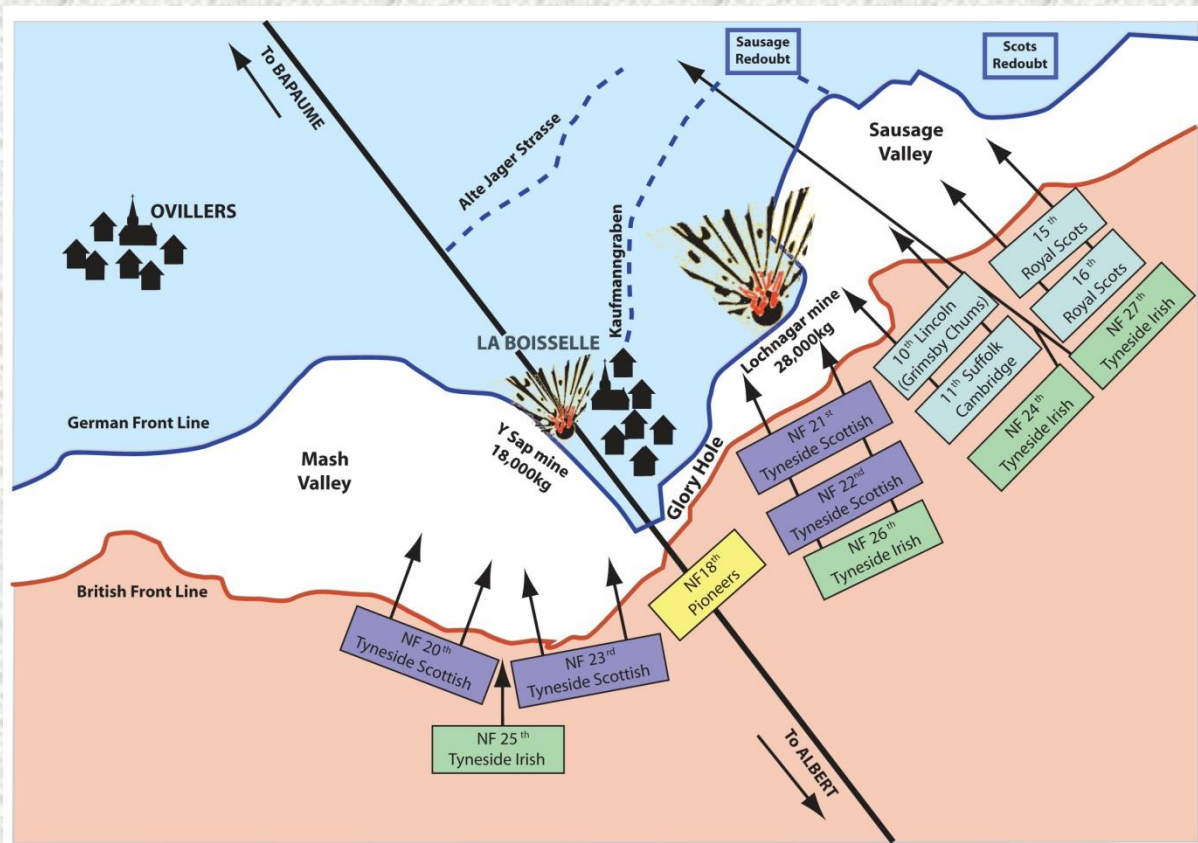 To BAPAUME
Sausage
Redoubt
Scots
Redoubt
Alte Jager Strasse
Sausage
Valley
OVILLERS
Kaufmanngraben
15th
Royal Scots
16th
Royal Scots
NF 27th
Tyneside Irish
10th Lincoln
(Grimsby Chums)
11th Suffolk
Cambridge
NF 24th
Tyneside Irish
LA BOISSELLE
Lochnagar mine
28,000kg
German Front Line
Y Sap mine
18,000kg
Mash
Valley
Glory Hole
NF 21st
Tyneside Scottish
NF 22nd
Tyneside Scottish
NF 26th
Tyneside Irish
British Front Line
NF18th
Pioneers
NF 20th
Tyneside Scottish
NF 23rd
Tyneside Scottish
NF 25th
Tyneside Irish
To ALBERT